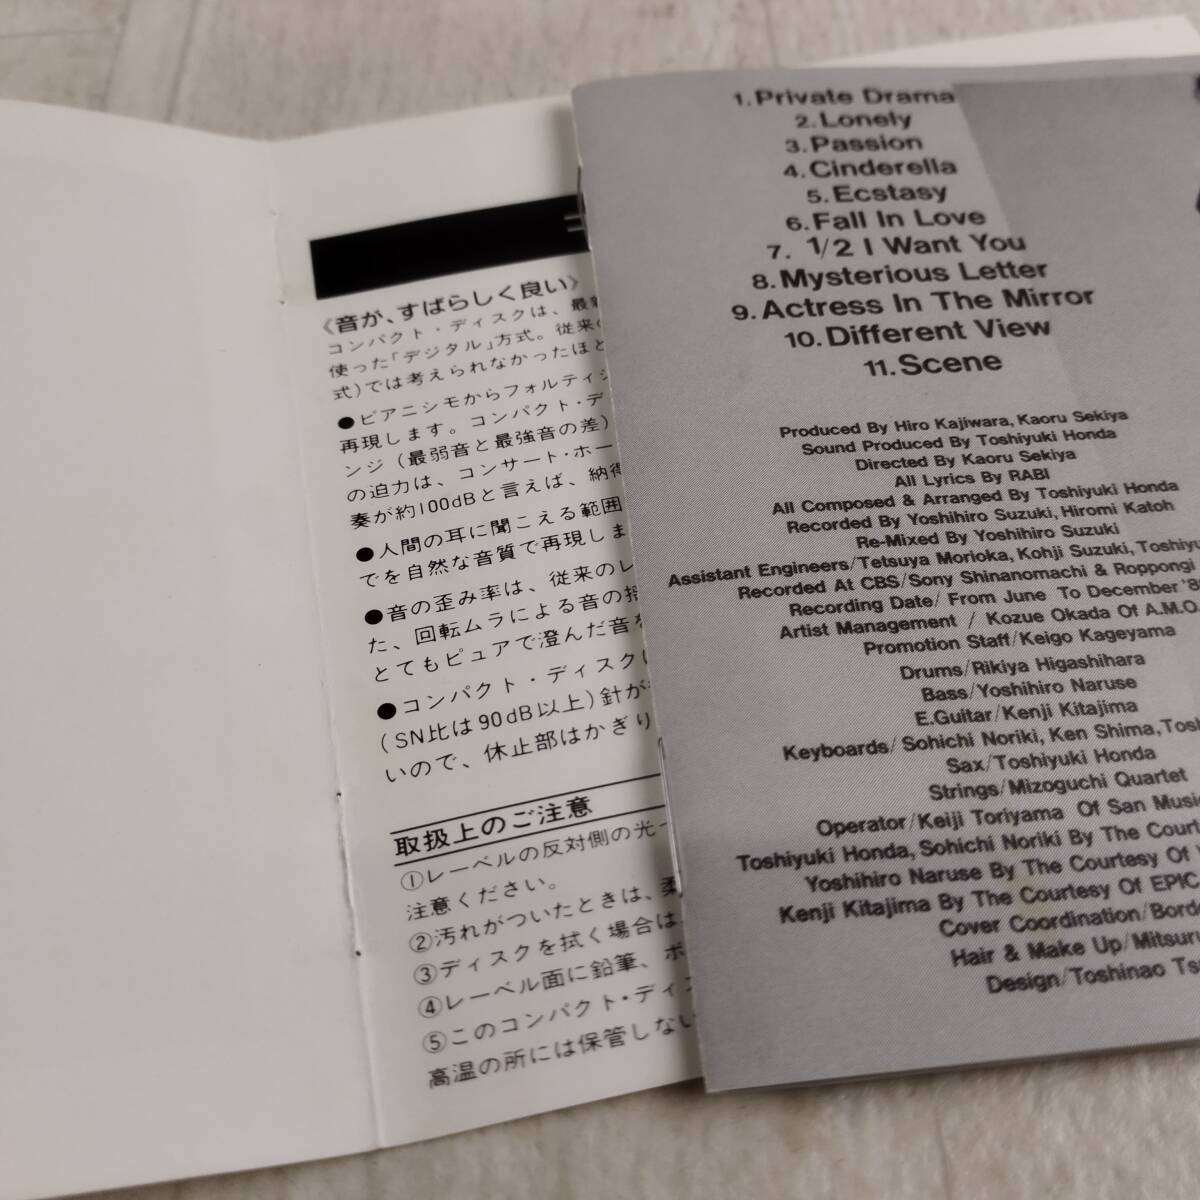 《音が、すばらしく良い》
コンパクト・ディスクは、最
使った「デジタル」方式。従来の
式)では考えられなかったほど
●ピアニシモからフォルティシ
再現します。コンパクト・デ
ンジ（最弱音と最強音の差）
の迫力は、コンサート・ホー
奏が約100dBと言えば、納得
●人間の耳に聞こえる範囲
でを自然な音質で再現しま
●音の歪み率は、従来のレ
た、回転ムラによる音の
とてもピュアで澄んだ音を
●コンパクト・ディスク
(SN比は90dB以上)針が
いので、休止部はかぎり
取扱上のご注意
①レーベルの反対側の光
注意ください。
②汚れがついたときは、柔
③ディスクを拭く場合は、
④レーベル面に鉛筆、ボ
⑤このコンパクト・ディス
高温の所には保管しない
1. Private Drama
2. Lonely
3. Passion
4. Cinderella
5. Ecstasy
6. Fall In Love
7. 1/2 I Want You
8. Mysterious Letter
9. Actress In The Mirror
10. Different View
11. Scene
Produced By Hiro Kajiwara, Kaoru Sekiya
Sound Produced By Toshiyuki Honda
Directed By Kaoru Sekiya
All Lyrics By RABI
All Composed & Arranged By Toshiyuki Honda
Recorded By Yoshihiro Suzuki, Hiromi Katoh
Re-Mixed By Yoshihiro Suzuki
Assistant Engineers/Tetsuya Morioka, Kohji Suzuki, Toshiyu
Recorded At CBS/Sony Shinanomachi & Roppongi
Recording Date/ From June To December '8
Artist Management / Kozue Okada Of A.M.O.
Promotion Staff/Keigo Kageyama
Drums/Rikiya Higashihara
Bass/Yoshihiro Naruse
E.Guitar/Kenji Kitajima
Keyboards/ Sohichi Noriki, Ken Shima, Tosh
Sax/Toshiyuki Honda
Strings/Mizoguchi Quartet
Operator/Keiji Toriyama Of San Music
Toshiyuki Honda, Sohichi Noriki By The Court
Yoshihiro Naruse By The Courtesy Of
Kenji Kitajima By The Courtesy Of EPIC
Cover Coordination/Borde
Hair & Make Up/Mitsuru
Design/Toshinao Tsu